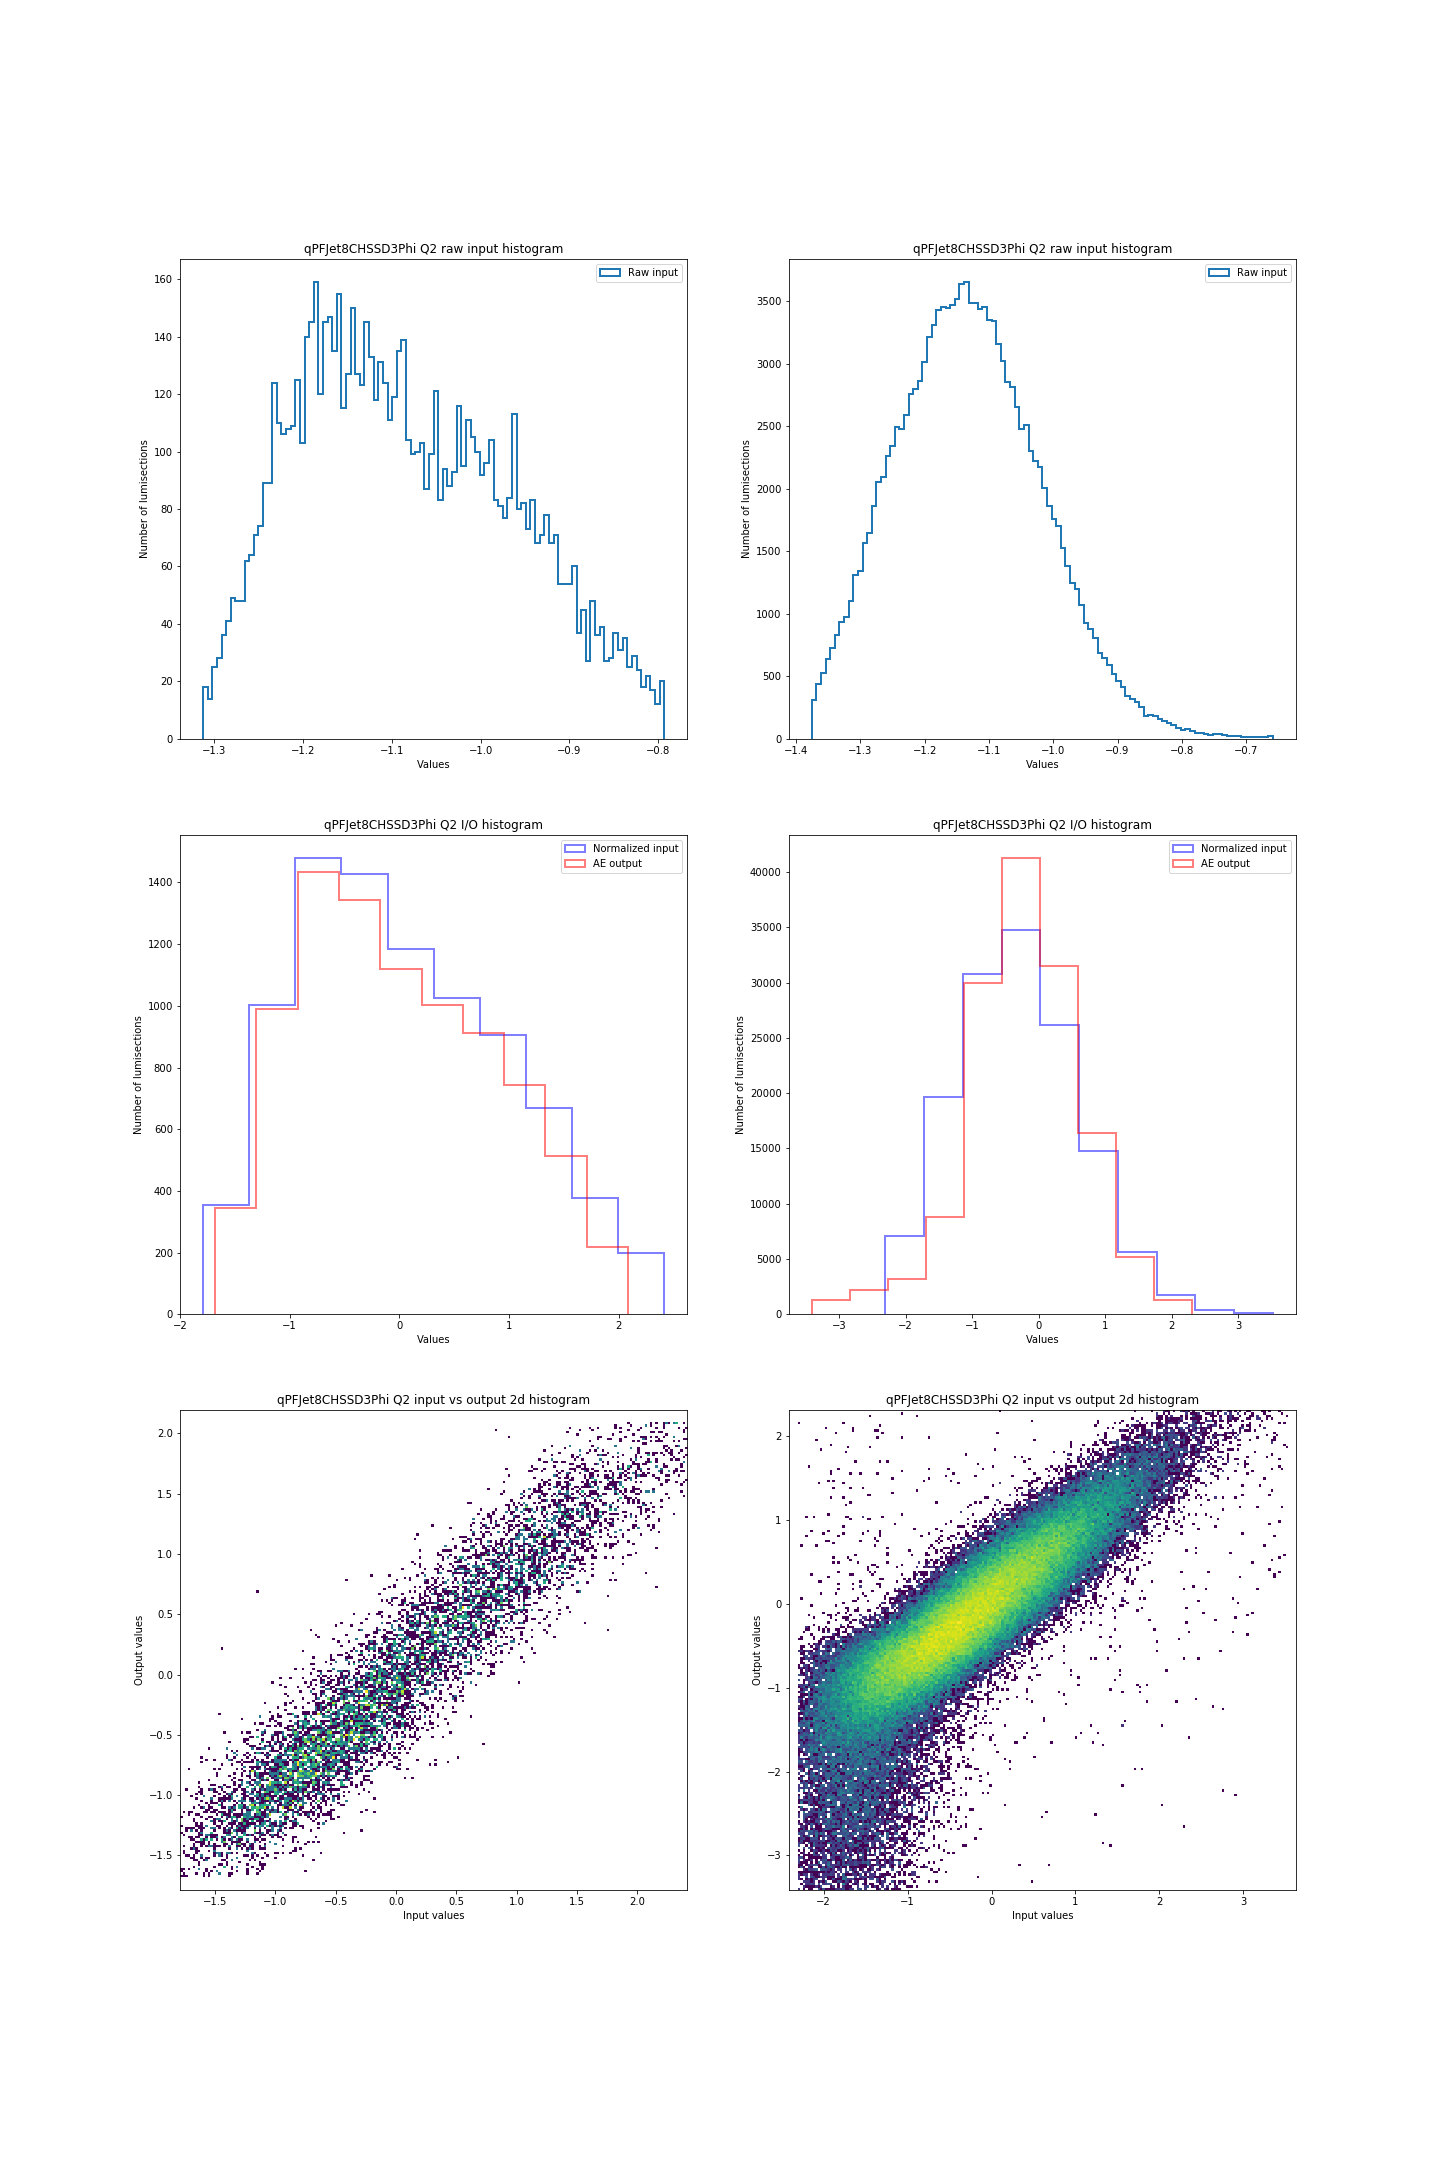 qPFJet8CHSSD3Phi Q2 raw input histogram
Raw input
160
140
120
100
80
60
40
20
0
Number of lumisections
−1.3 −1.2 −1.1 −1.0 −0.9 −0.8
Values
qPFJet8CHSSD3Phi Q2 raw input histogram
Raw input
3500
3000
2500
2000
1500
1000
500
0
Number of lumisections
−1.4 −1.3 −1.2 −1.1 −1.0 −0.9 −0.8 −0.7
Values
qPFJet8CHSSD3Phi Q2 I/O histogram
Normalized input
AE output
1400
1200
1000
800
600
400
200
0
Number of lumisections
−2 −1 0 1 2
Values
qPFJet8CHSSD3Phi Q2 I/O histogram
Normalized input
AE output
40000
35000
30000
25000
20000
15000
10000
5000
0
Number of lumisections
−3 −2 −1 0 1 2 3
Values
qPFJet8CHSSD3Phi Q2 input vs output 2d histogram
2.0
1.5
1.0
0.5
0.0
−0.5
−1.0
−1.5
Output values
−1.5 −1.0 −0.5 0.0 0.5 1.0 1.5 2.0
Input values
qPFJet8CHSSD3Phi Q2 input vs output 2d histogram
2
1
0
−1
−2
−3
Output values
−2 −1 0 1 2 3
Input values